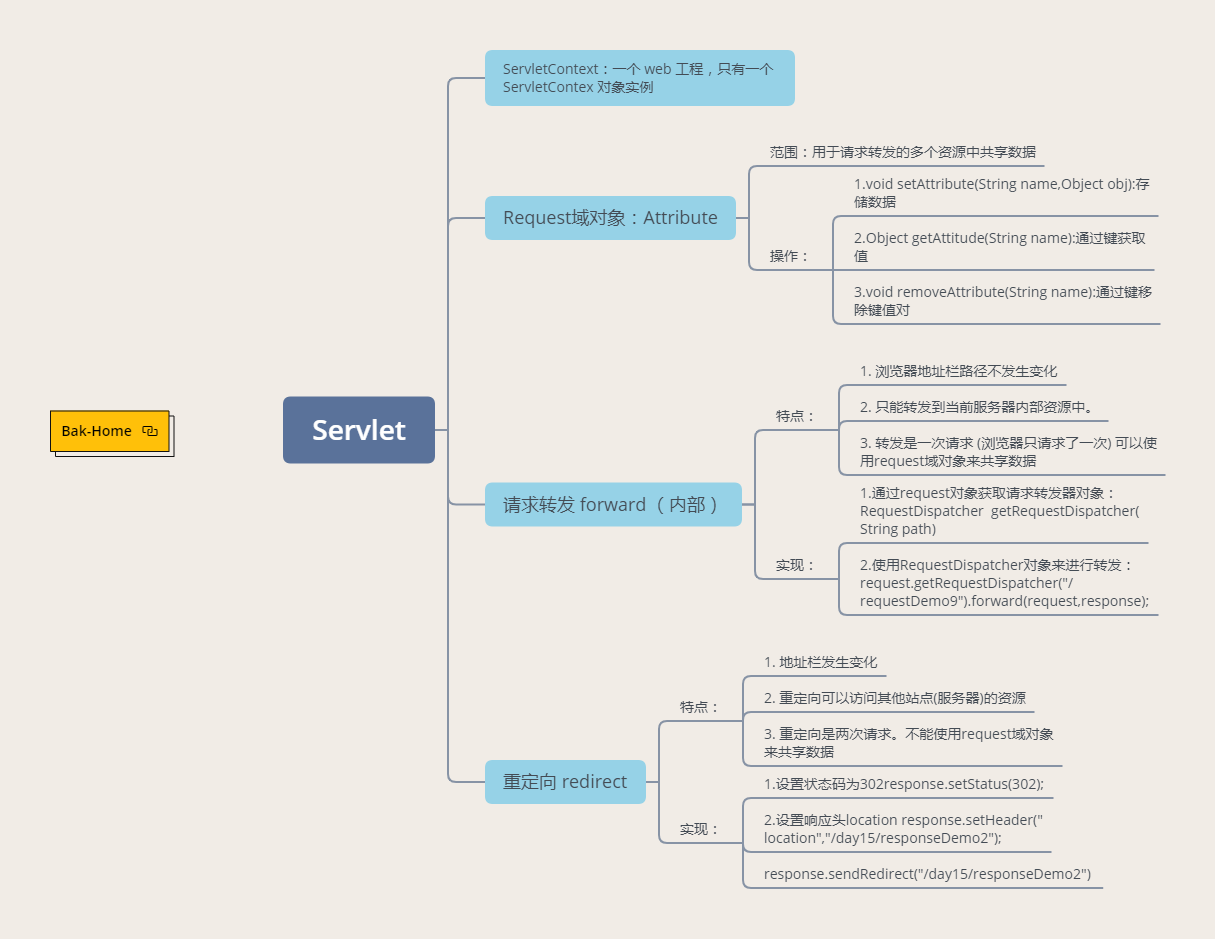 ServletContext：一个 web 工程，只有一个
ServletContex 对象实例
范围：用于请求转发的多个资源中共享数据
1.void setAttribute(String name,Object obj):存
储数据
Request域对象：Attribute
2.Object getAttitude(String name):通过键获取
值
操作：
3.void removeAttribute(String name):通过键移
除键值对
1. 浏览器地址栏路径不发生变化
特点：
2. 只能转发到当前服务器内部资源中。
Bak-Home
Servlet
3. 转发是一次请求 (浏览器只请求了一次) 可以使
用request域对象来共享数据
请求转发 forward （ 内部 ）
1.通过request对象获取请求转发器对象：
RequestDispatcher  getRequestDispatcher(
String path)
实现：
2.使用RequestDispatcher对象来进行转发：
request.getRequestDispatcher("/
requestDemo9").forward(request,response);
1. 地址栏发生变化
特点：
2. 重定向可以访问其他站点(服务器)的资源
3. 重定向是两次请求。不能使用request域对象
来共享数据
重定向 redirect
1.设置状态码为302response.setStatus(302);
实现：
2.设置响应头location response.setHeader("
location","/day15/responseDemo2");
response.sendRedirect("/day15/responseDemo2")